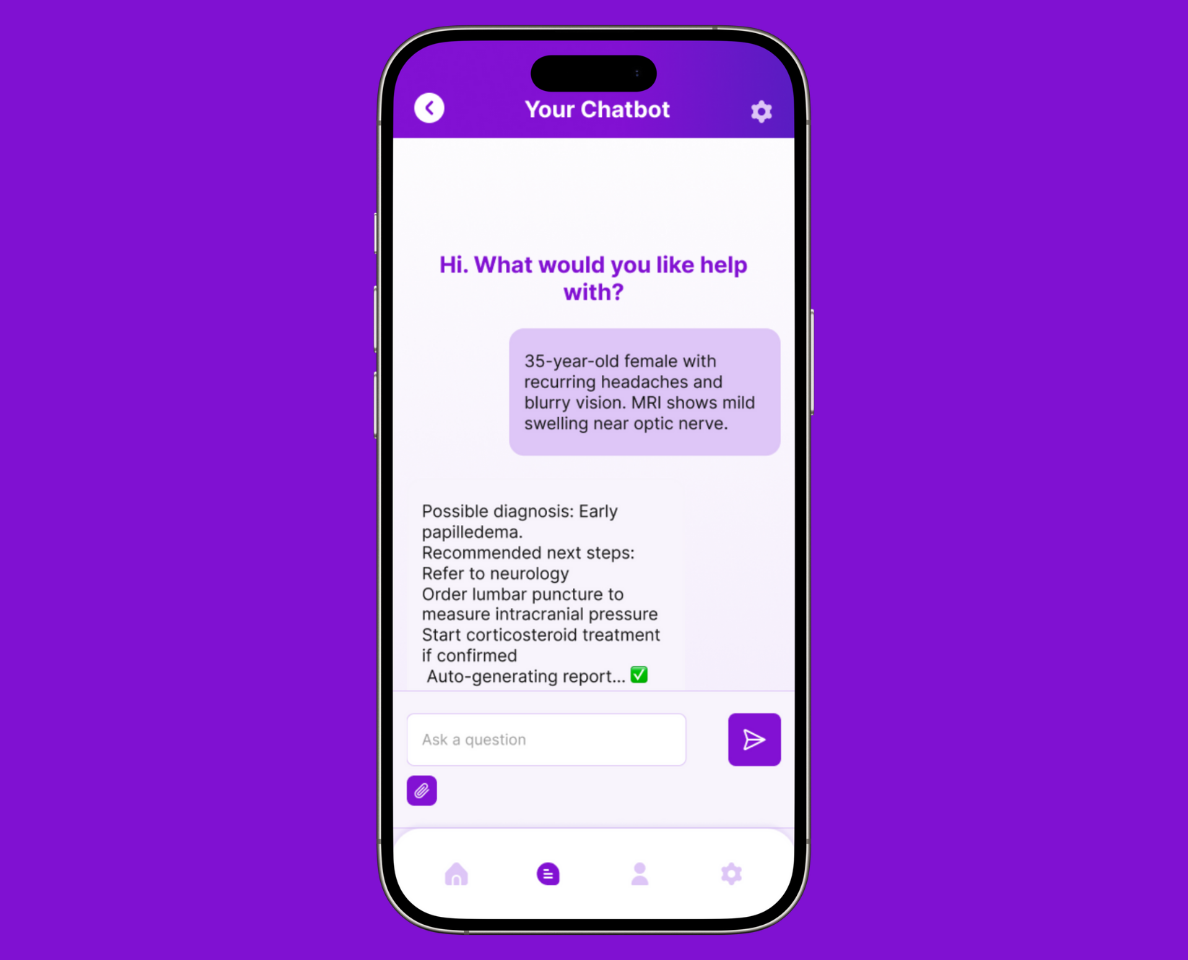 Your Chatbot
Hi. What would you like help
with?
35-year-old female with
recurring headaches and
blurry vision. MRI shows mild
swelling near optic nerve.
Possible diagnosis: Early
papilledema.
Recommended next steps:
Refer to neurology
Order lumbar puncture to
measure intracranial pressure
Start corticosteroid treatment
if confirmed
Auto-generating report... ✅
Ask a question